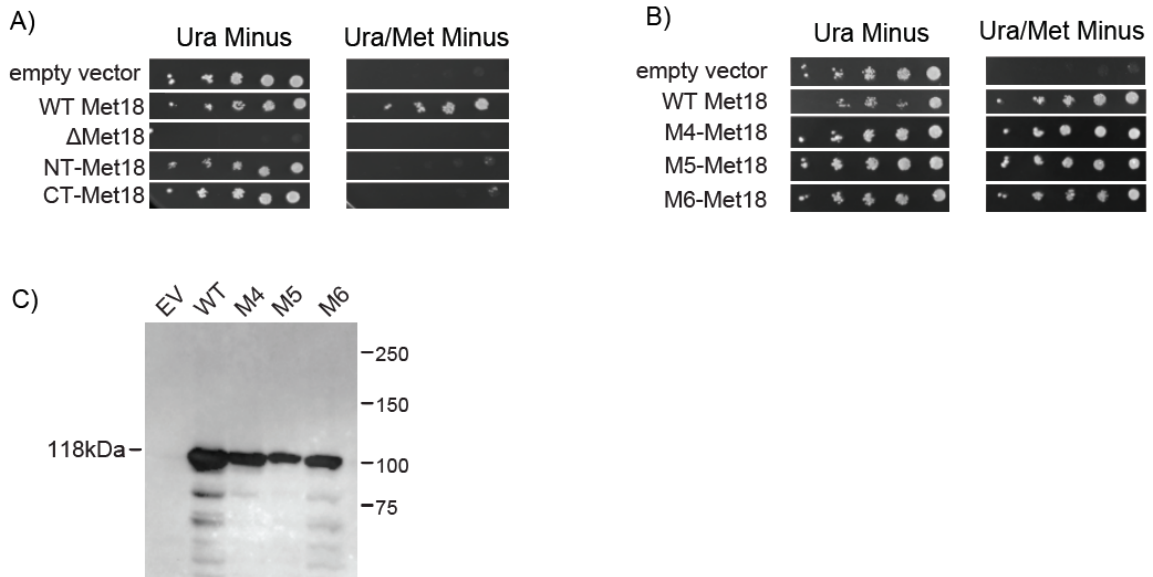 A)
Ura Minus
Ura/Met Minus
empty vector
WT Met18
ΔMet18
NT-Met18
CT-Met18
B)
Ura Minus
Ura/Met Minus
empty vector
WT Met18
M4-Met18
M5-Met18
M6-Met18
C)
EV WT M4 M5 M6
250
150
118kDa
100
75